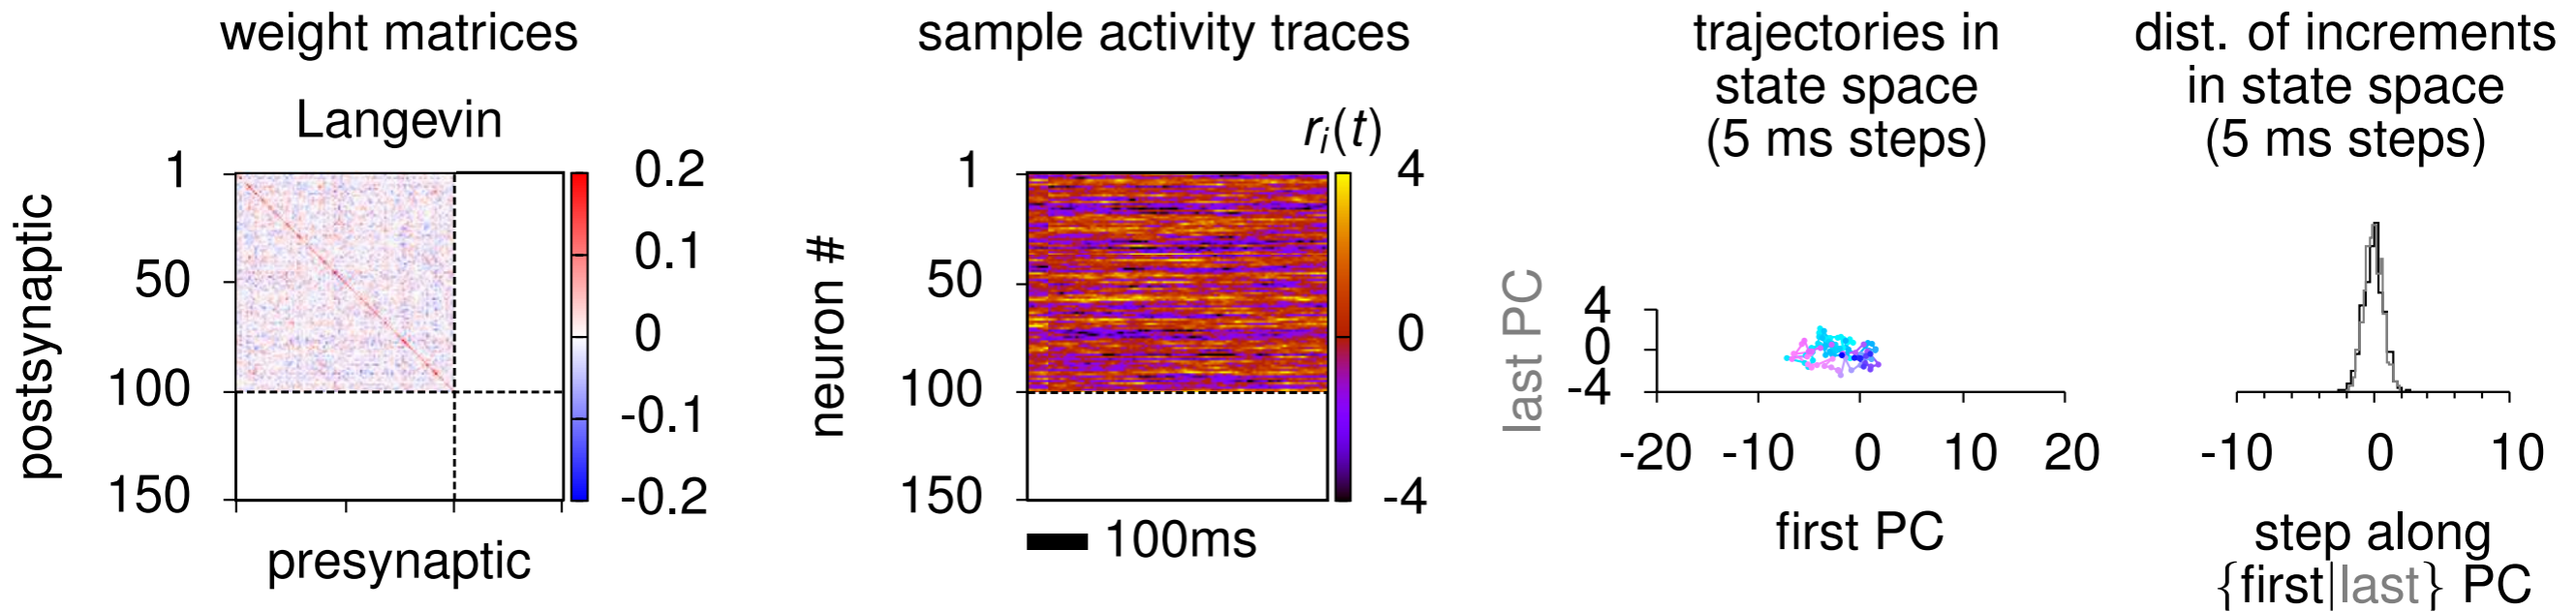 weight matrices
Langevin
postsynaptic
1
50
100
150
presynaptic
0.2
0.1
0
-0.1
-0.2
sample activity traces
r_i(t)
neuron #
1
50
100
150
4
0
-4
100ms
trajectories in
state space
(5 ms steps)
last PC
4
0
-4
-20 -10 0 10 20
first PC
dist. of increments
in state space
(5 ms steps)
-10 0 10
step along
{first|last} PC